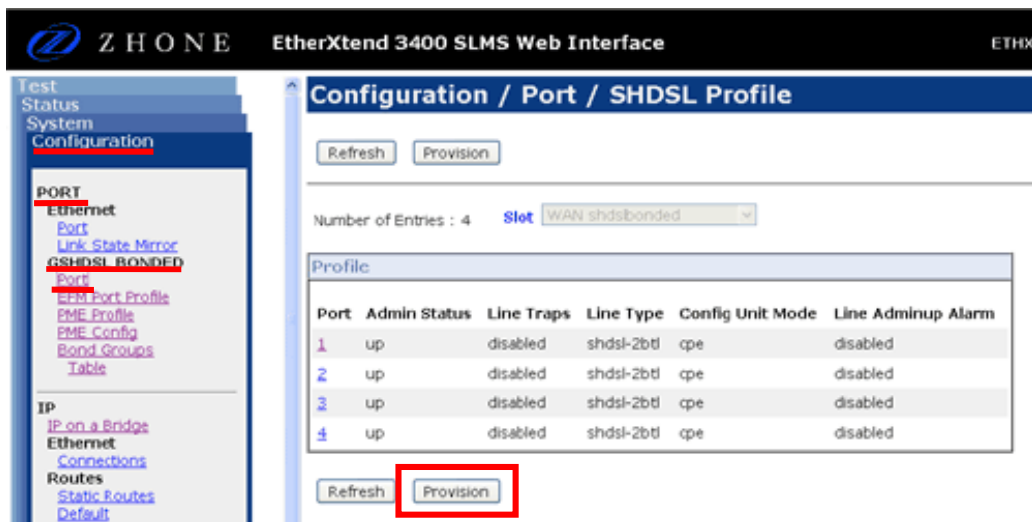 ZHONE EtherXtend 3400 SLMS Web Interface ETHX
Test
Status
System
Configuration
PORT
Ethernet
Port
Link State Mirror
GSHDSL BONDED
Port
EFM Port Profile
PME Profile
PME Config
Bond Groups
Table
IP
IP on a Bridge
Ethernet
Connections
Routes
Static Routes
Default
Configuration / Port / SHDSL Profile
Refresh Provision
Number of Entries : 4 Slot WAN shdslbonded
Profile
Port Admin Status Line Traps Line Type Config Unit Mode Line Adminup Alarm
1 up disabled shdsl-2btl cpe disabled
2 up disabled shdsl-2btl cpe disabled
3 up disabled shdsl-2btl cpe disabled
4 up disabled shdsl-2btl cpe disabled
Refresh Provision